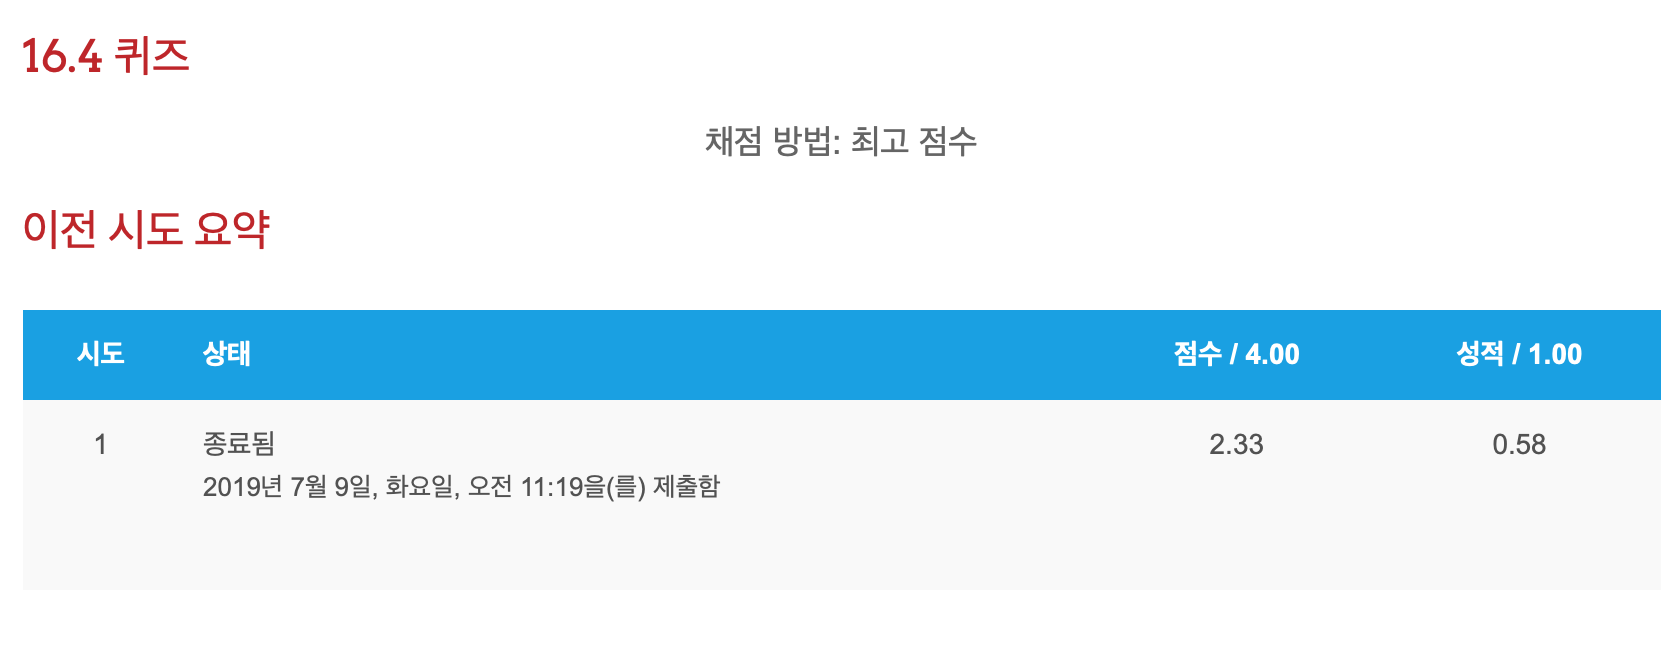 16.4 퀴즈
채점 방법: 최고 점수
이전 시도 요약
시도 상태 점수 / 4.00 성적 / 1.00
1 종료됨 2.33 0.58
2019년 7월 9일, 화요일, 오전 11:19을(를) 제출함